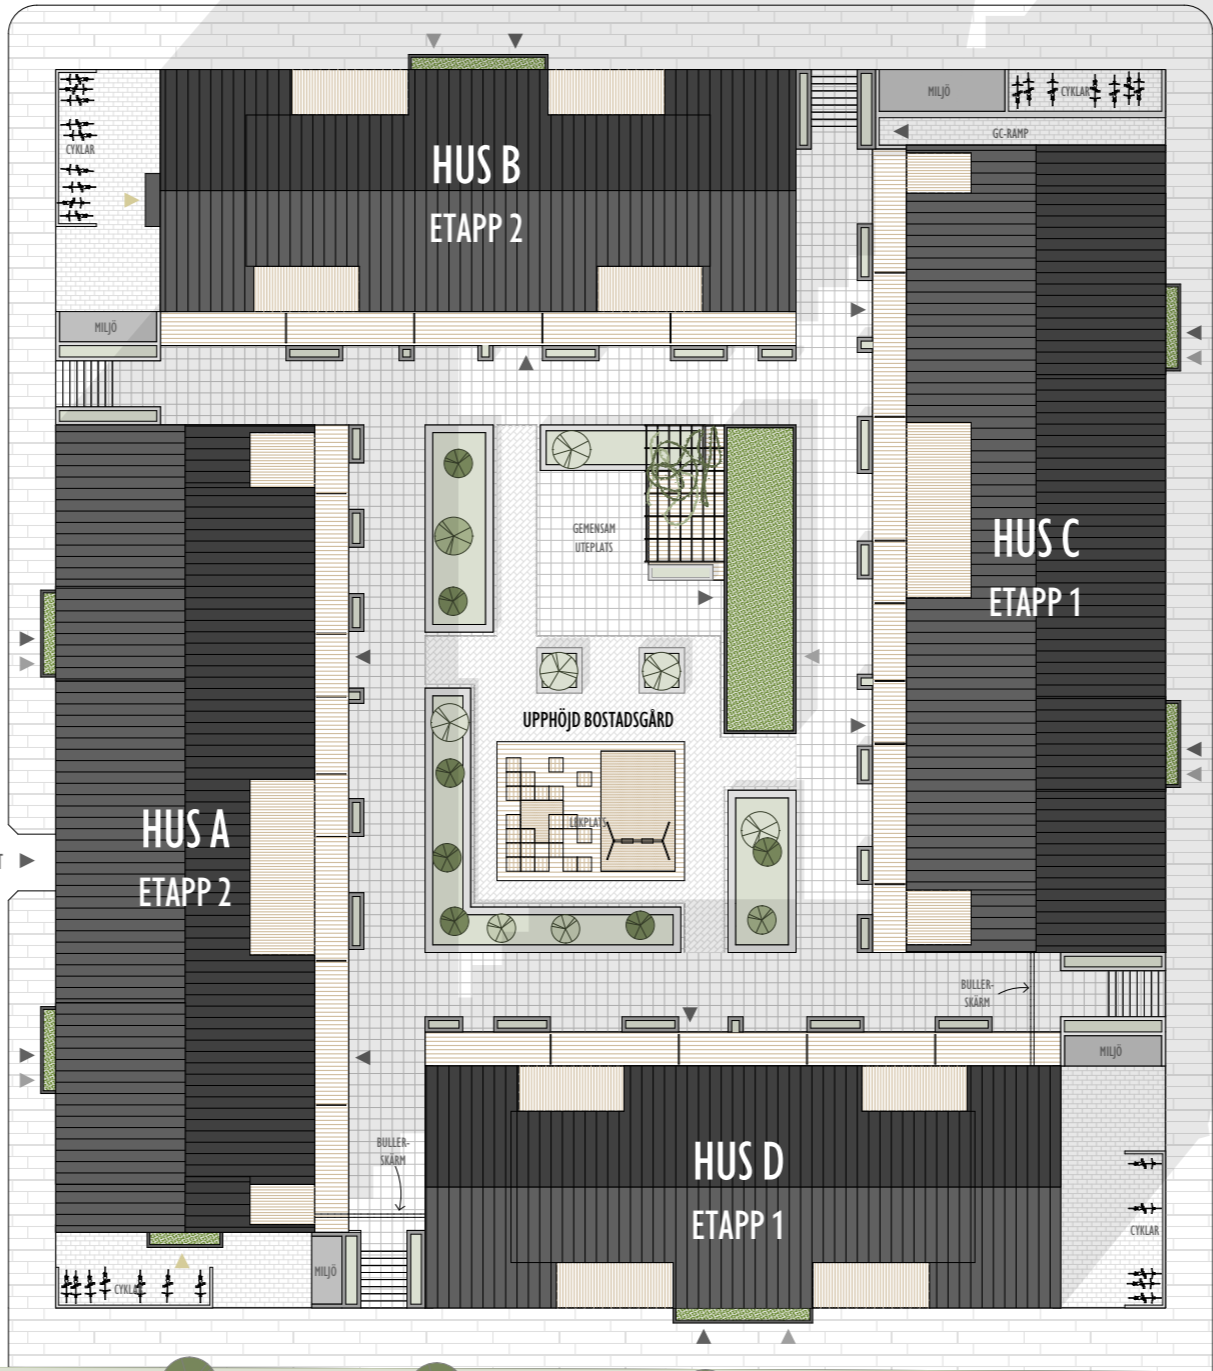 MILJÖ
CYKLAR
GC-RAMP
CYKLAR
HUS B
ETAPP 2
MILJÖ
GEMENSAM
UTEPLATS
HUS C
ETAPP 1
UPPHÖJD BOSTADSGÅRD
LEKPLATS
HUS A
ETAPP 2
BULLER-
SKÄRM
MILJÖ
BULLER-
SKÄRM
HUS D
ETAPP 1
CYKLAR
MILJÖ
CYKLAR